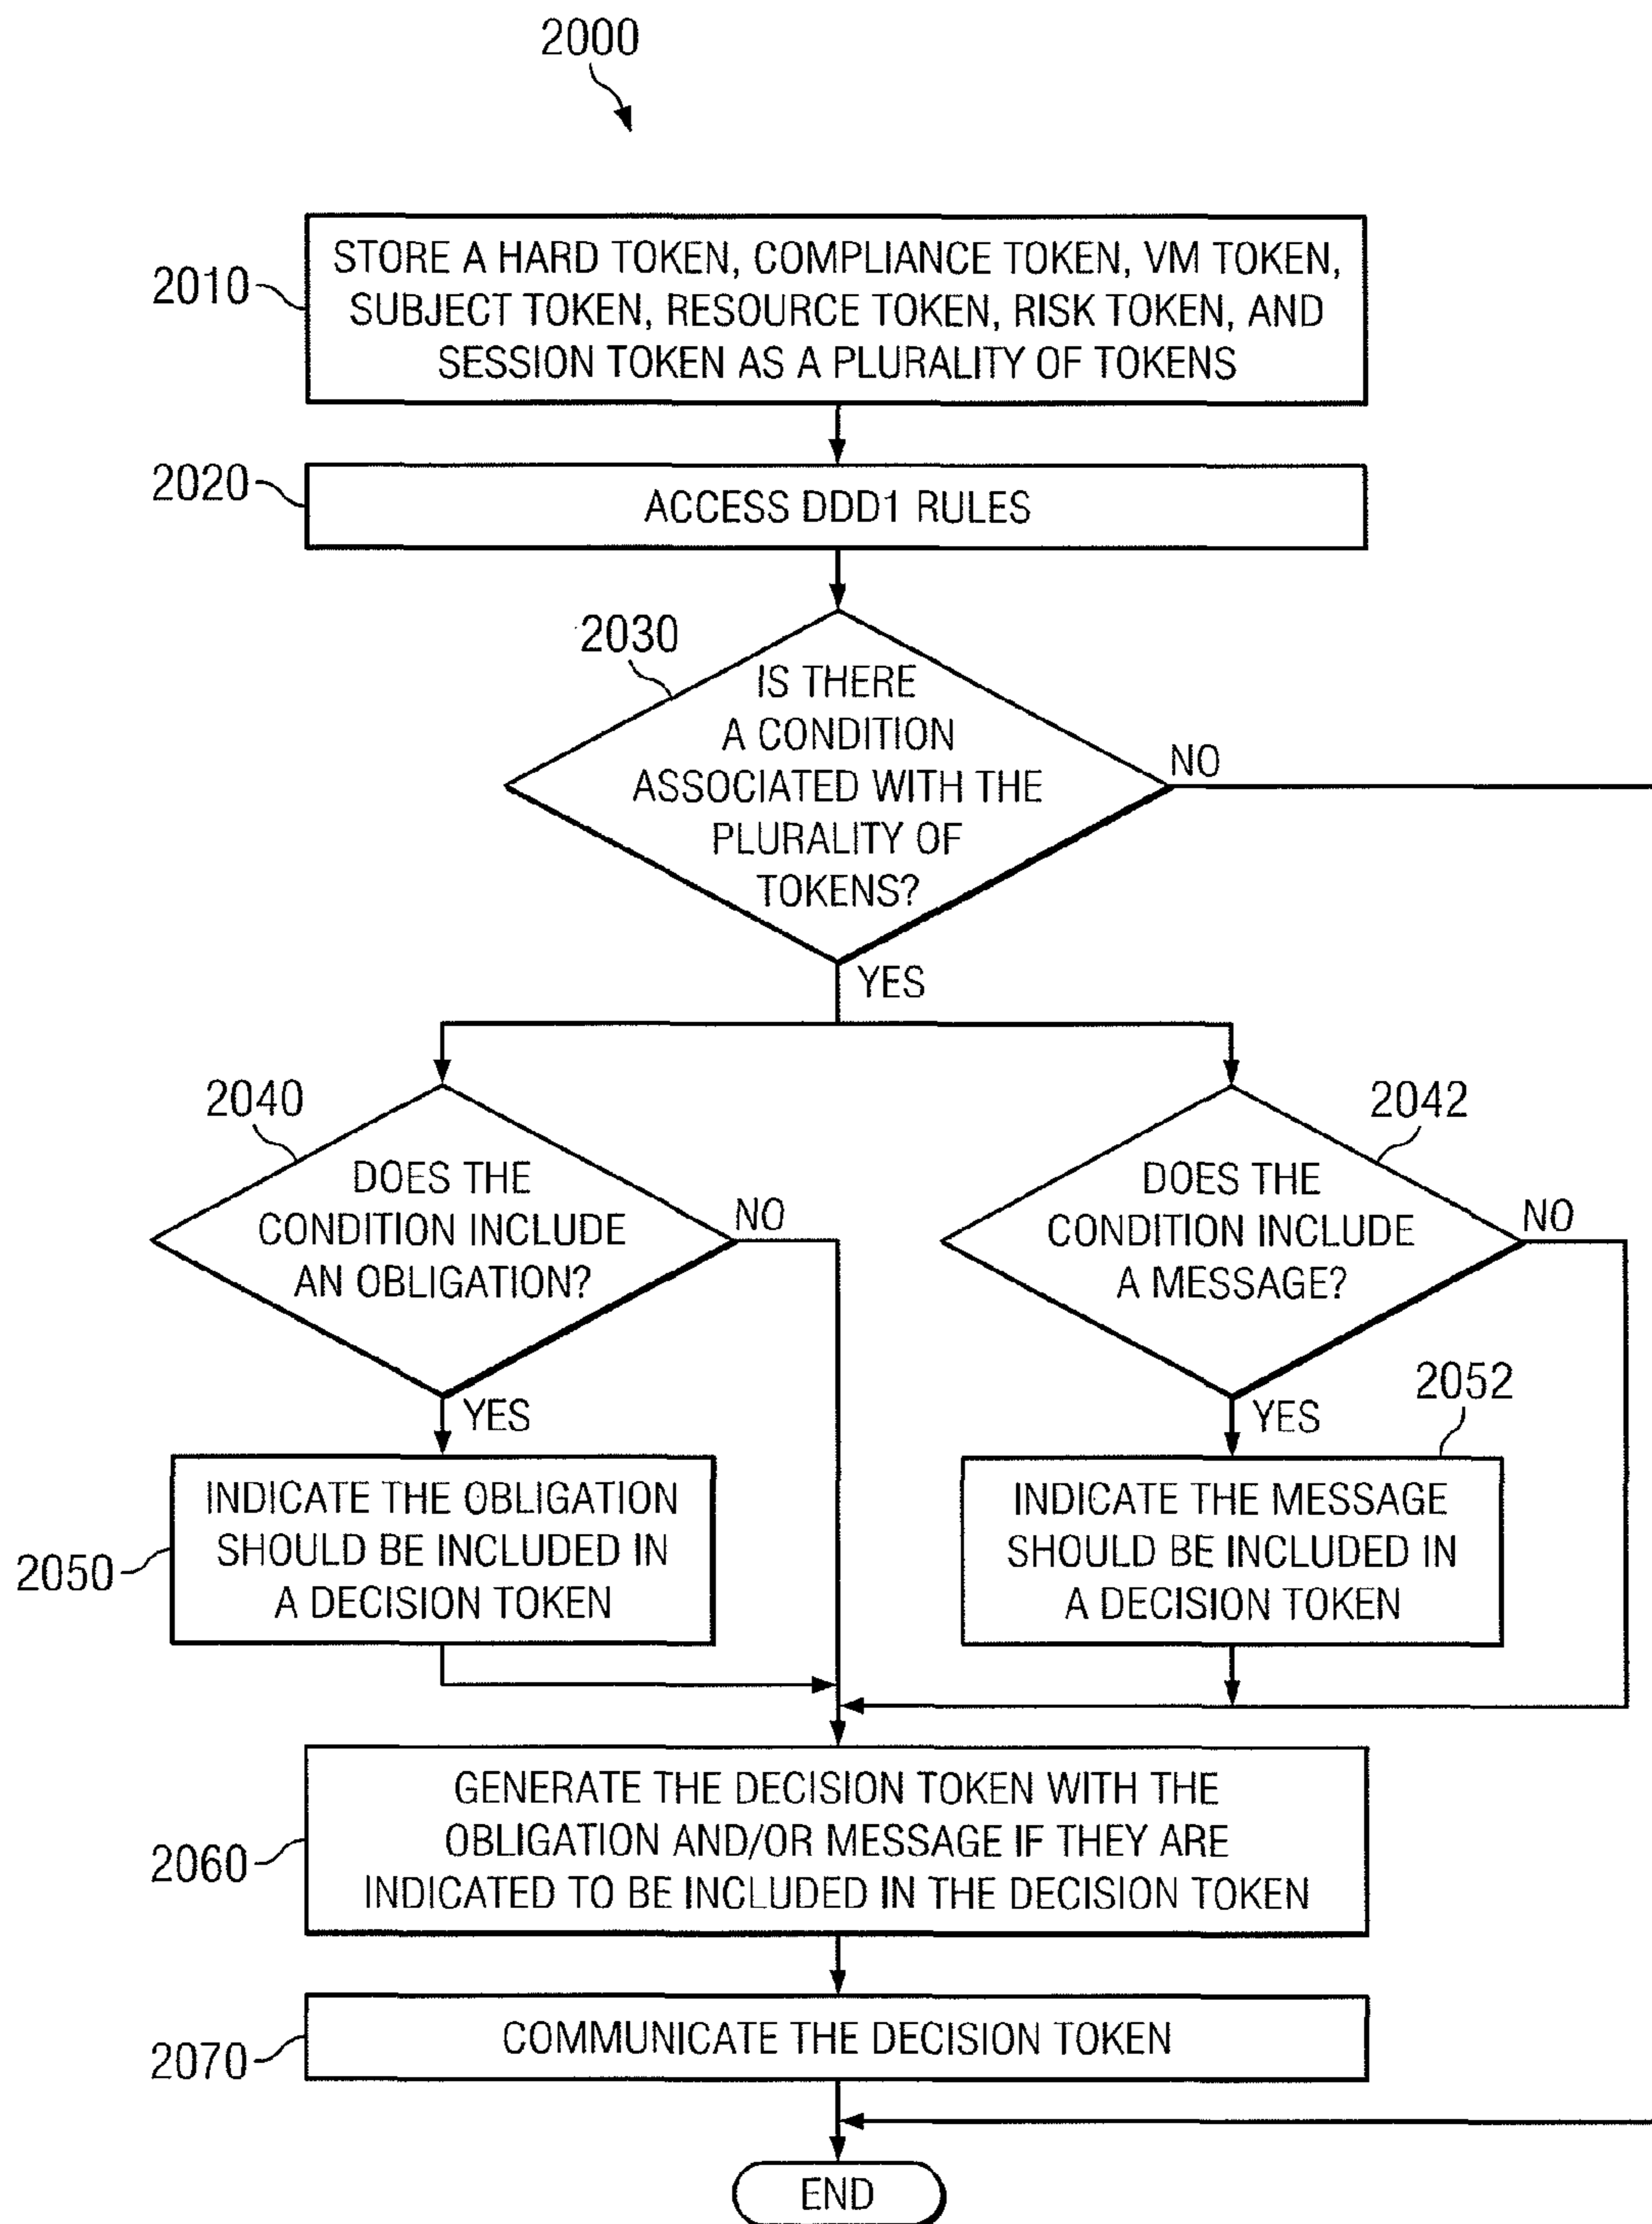 2000
2010
STORE A HARD TOKEN, COMPLIANCE TOKEN, VM TOKEN,
SUBJECT TOKEN, RESOURCE TOKEN, RISK TOKEN, AND
SESSION TOKEN AS A PLURALITY OF TOKENS
2020
ACCESS DDD1 RULES
2030
IS THERE
A CONDITION
ASSOCIATED WITH THE
PLURALITY OF
TOKENS?
NO
YES
2040
DOES THE
CONDITION INCLUDE
AN OBLIGATION?
NO
YES
2042
DOES THE
CONDITION INCLUDE
A MESSAGE?
NO
YES
2050
INDICATE THE OBLIGATION
SHOULD BE INCLUDED IN
A DECISION TOKEN
2052
INDICATE THE MESSAGE
SHOULD BE INCLUDED IN
A DECISION TOKEN
2060
GENERATE THE DECISION TOKEN WITH THE
OBLIGATION AND/OR MESSAGE IF THEY ARE
INDICATED TO BE INCLUDED IN THE DECISION TOKEN
2070
COMMUNICATE THE DECISION TOKEN
END